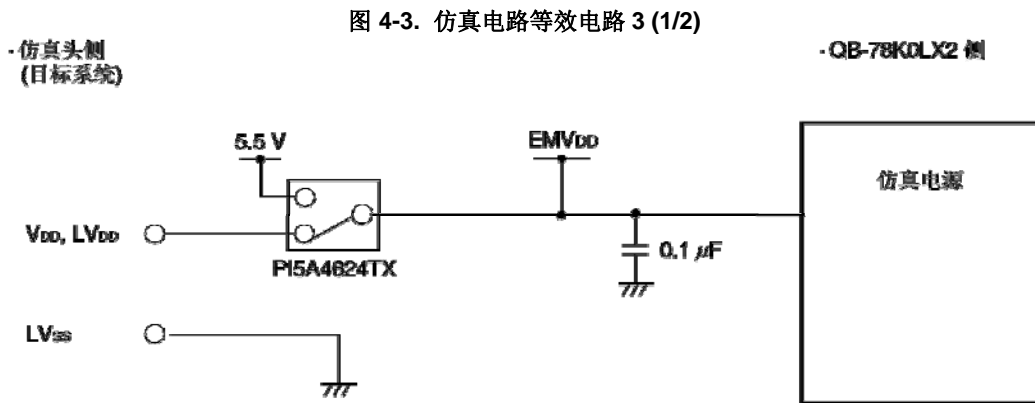 图 4-3. 仿真电路等效电路 3 (1/2)
·仿真头侧
(目标系统)
·QB-78K0LX2 侧
5.5 V
EMVDD
仿真电源
VDD, LVDD
PI5A4624TX
0.1 μF
LVSS